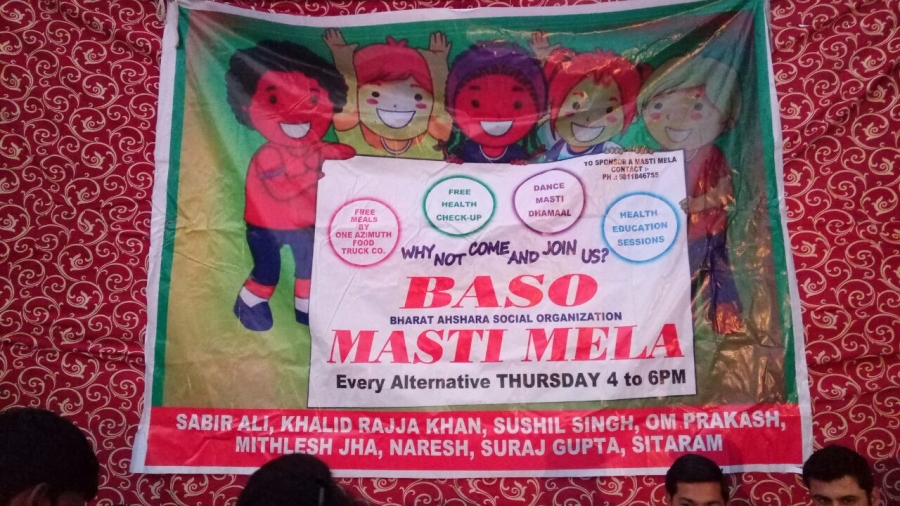 TO SPONSOR A MASTI MELA
CONTACT :-
PH .: 9811846755
FREE
MEALS
BY
ONE AZIMUTH
FOOD
TRUCK CO.
FREE
HEALTH
CHECK-UP
DANCE
MASTI
DHAMAAL
HEALTH
EDUCATION
SESSIONS
WHY NOT COME AND JOIN US?
BASO
BHARAT AHSHARA SOCIAL ORGANIZATION
MASTI MELA
Every Alternative THURSDAY 4 to 6PM
SABIR ALI, KHALID RAJJA KHAN, SUSHIL SINGH, OM PRAKASH,
MITHLESH JHA, NARESH, SURAJ GUPTA, SITARAM